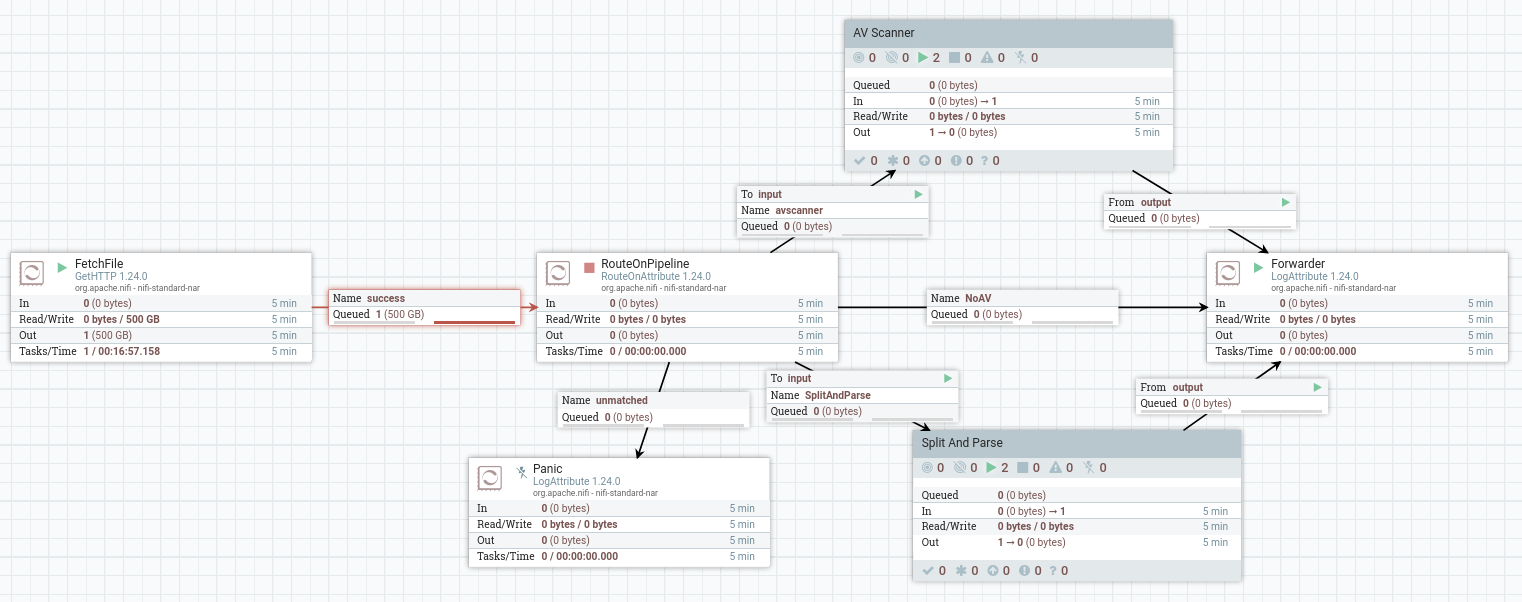 AV Scanner
0 0 2 0 0 0
Queued 0 (0 bytes)
In 0 (0 bytes) → 1 5 min
Read/Write 0 bytes / 0 bytes 5 min
Out 1 → 0 (0 bytes) 5 min
0 0 0 0 ? 0
To input
Name avscanner
Queued 0 (0 bytes)
From output
Queued 0 (0 bytes)
FetchFile
GetHTTP 1.24.0
org.apache.nifi - nifi-standard-nar
In 0 (0 bytes) 5 min
Read/Write 0 bytes / 500 GB 5 min
Out 1 (500 GB) 5 min
Tasks/Time 1 / 00:16:57.158 5 min
Name success
Queued 1 (500 GB)
RouteOnPipeline
RouteOnAttribute 1.24.0
org.apache.nifi - nifi-standard-nar
In 0 (0 bytes) 5 min
Read/Write 0 bytes / 0 bytes 5 min
Out 0 (0 bytes) 5 min
Tasks/Time 0 / 00:00:00.000 5 min
Name NoAV
Queued 0 (0 bytes)
Forwarder
LogAttribute 1.24.0
org.apache.nifi - nifi-standard-nar
In 0 (0 bytes) 5 min
Read/Write 0 bytes / 0 bytes 5 min
Out 0 (0 bytes) 5 min
Tasks/Time 0 / 00:00:00.000 5 min
Name unmatched
Queued 0 (0 bytes)
To input
Name SplitAndParse
Queued 0 (0 bytes)
From output
Queued 0 (0 bytes)
Panic
LogAttribute 1.24.0
org.apache.nifi - nifi-standard-nar
In 0 (0 bytes) 5 min
Read/Write 0 bytes / 0 bytes 5 min
Out 0 (0 bytes) 5 min
Tasks/Time 0 / 00:00:00.000 5 min
Split And Parse
0 0 2 0 0 0
Queued 0 (0 bytes)
In 0 (0 bytes) → 1 5 min
Read/Write 0 bytes / 0 bytes 5 min
Out 1 → 0 (0 bytes) 5 min
0 0 0 0 ? 0